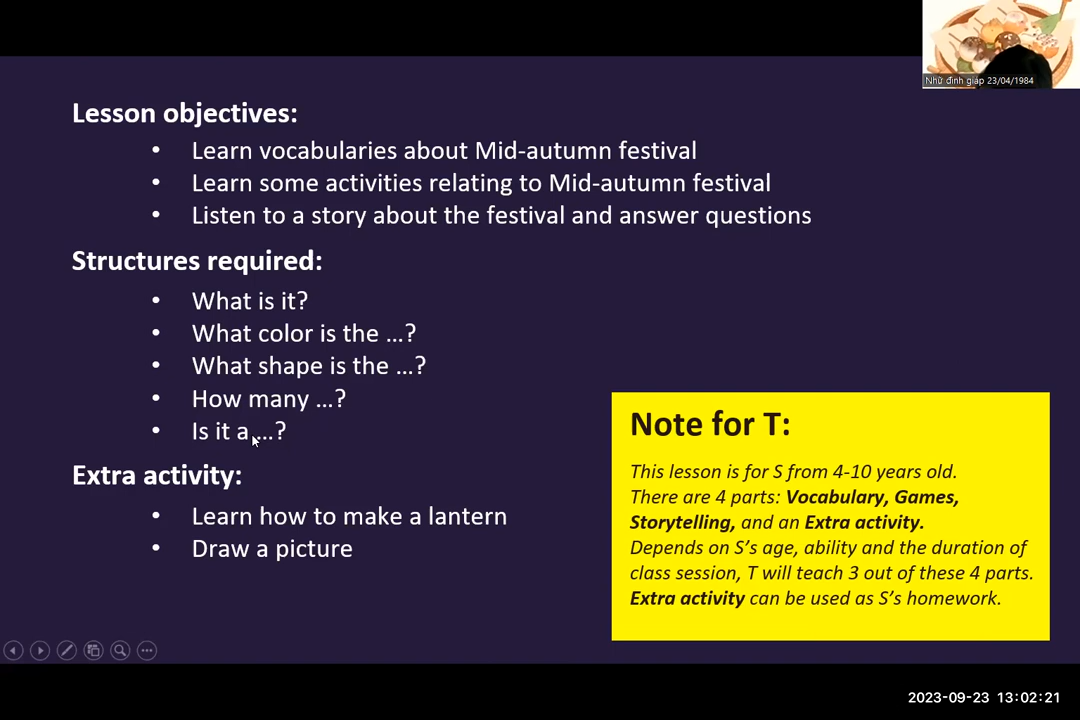 Nhữ đình giáp 23/04/1984
Lesson objectives:
• Learn vocabularies about Mid-autumn festival
• Learn some activities relating to Mid-autumn festival
• Listen to a story about the festival and answer questions
Structures required:
• What is it?
• What color is the ...?
• What shape is the ...?
• How many ...?
• Is it a ...?
Extra activity:
• Learn how to make a lantern
• Draw a picture
Note for T:
This lesson is for S from 4-10 years old.
There are 4 parts: Vocabulary, Games,
Storytelling, and an Extra activity.
Depends on S's age, ability and the duration of
class session, T will teach 3 out of these 4 parts.
Extra activity can be used as S's homework.
2023-09-23 13:02:21